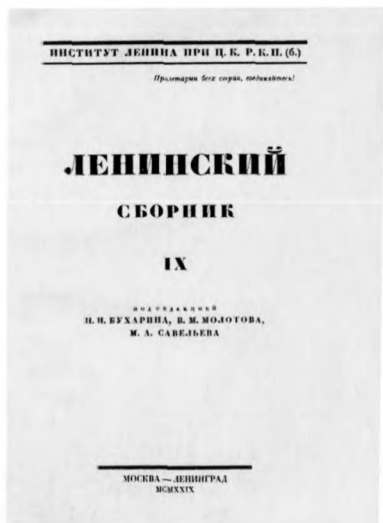 ИНСТИТУТ ЛЕНИНА ПРИ Ц. К. Р. К. П. (б.)
Пролетарии всех стран, соединяйтесь!
ЛЕНИНСКИЙ
СБОРНИК
IX
ПОД РЕДАКЦИЕЙ
Н. И. БУХАРИНА, В. М. МОЛОТОВА,
М. А. САВЕЛЬЕВА
МОСКВА — ЛЕНИНГРАД
MCMXXIX